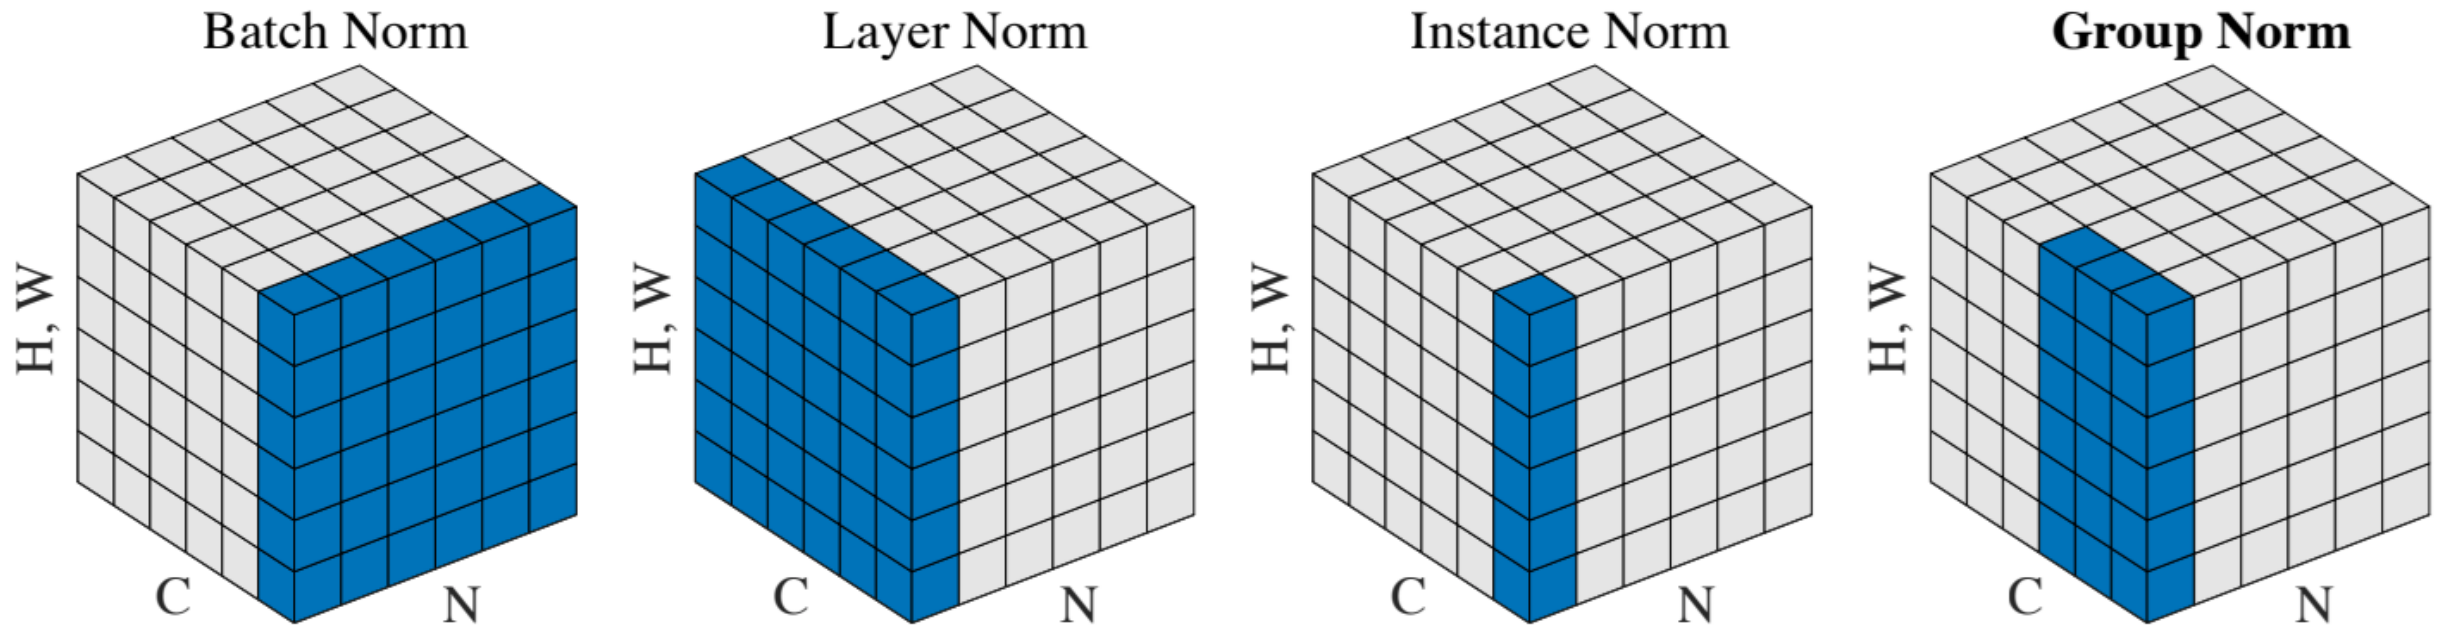 Batch Norm
Layer Norm
Instance Norm
Group Norm
H, W
C
N
H, W
C
N
H, W
C
N
H, W
C
N